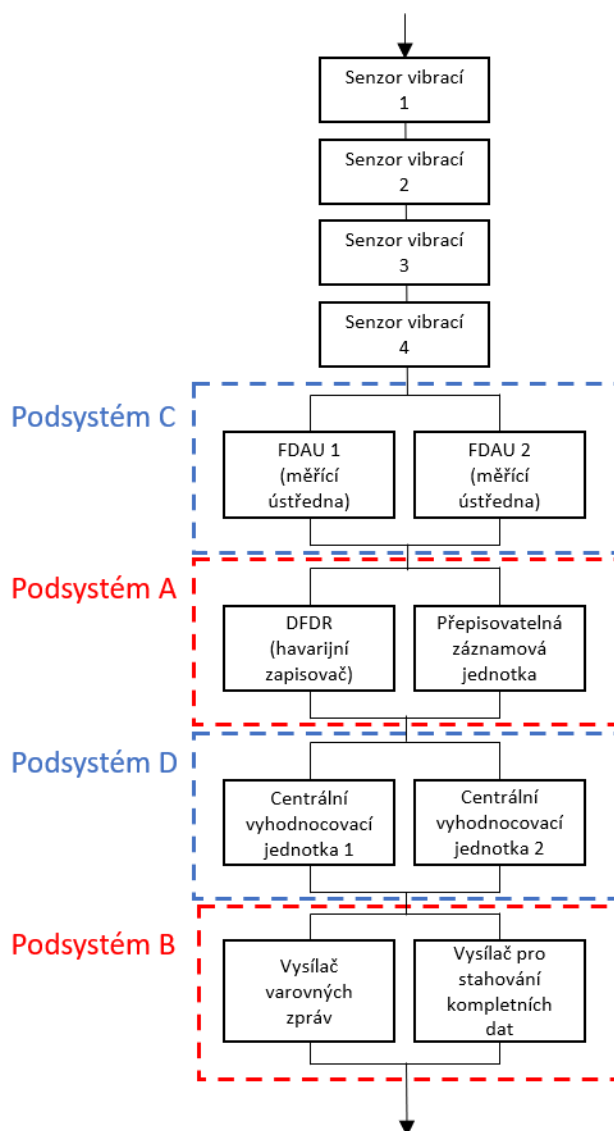 Senzor vibrací
1
Senzor vibrací
2
Senzor vibrací
3
Senzor vibrací
4
Podsystém C
FDAU 1
(měřící
ústředna)
FDAU 2
(měřící
ústředna)
Podsystém A
DFDR
(havarijní
zapisovač)
Přepisovatelná
záznamová
jednotka
Podsystém D
Centrální
vyhodnocovací
jednotka 1
Centrální
vyhodnocovací
jednotka 2
Podsystém B
Vysílač
varovných
zpráv
Vysílač pro
stahování
kompletních
dat